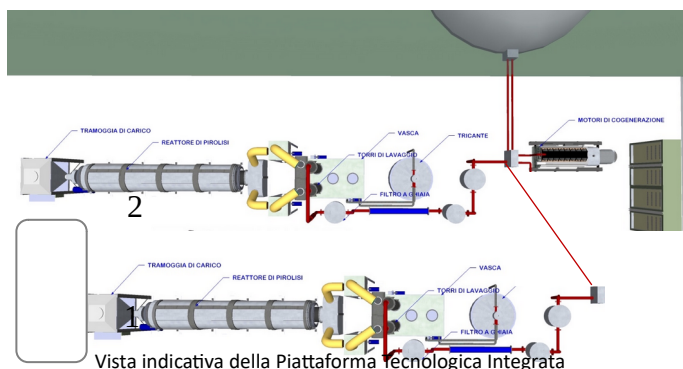 MOTORI DI COGENERAZIONE
TRAMOGGIA DI CARICO
REATTORE DI PIROLISI
VASCA
TRICANTE
TORRI DI LAVAGGIO
FILTRO A GHIAIA
2
TRAMOGGIA DI CARICO
REATTORE DI PIROLISI
VASCA
TORRI DI LAVAGGIO
FILTRO A GHIAIA
1
Vista indicativa della Piattaforma Tecnologica Integrata